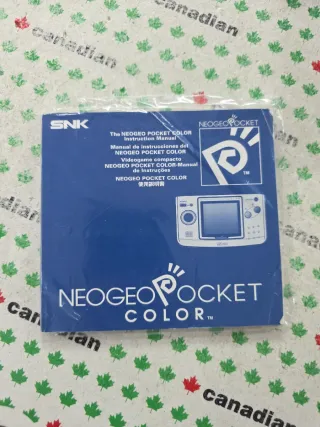 canadian
canadian
SNK
The NEOGEO POCKET COLOR
Instruction Manual
Manual de instrucciones del
NEOGEO POCKET COLOR
Videogame compacto
NEOGEO POCKET COLOR-Manual
de Instruções
NEOGEO POCKET COLOR
使用説明書
NEOGEO POCKET
TM
NEOGEO POCKET
COLOR TM
canadian
canadian
canadian